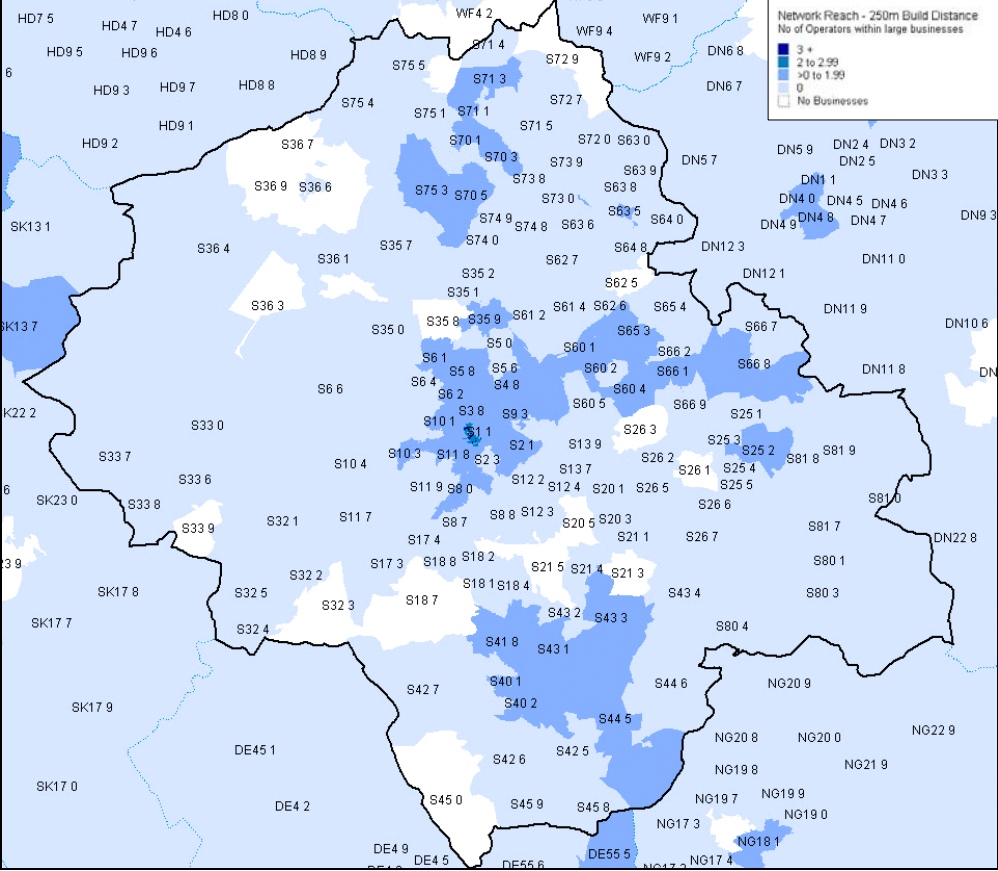 HD7 5
HD4 7
HD4 6
HD8 0
WF4 2
WF9 4
WF9 1
Network Reach - 250m Build Distance
No of Operators within large businesses
3 +
2 to 2.99
>0 to 1.99
0
No Businesses
HD9 5
HD9 6
HD8 9
S75 5
S71 4
S72 9
WF9 2
DN6 8
6
HD9 3
HD9 7
HD8 8
S71 3
DN6 7
S75 4
S75 1
S71 1
S72 7
HD9 1
S71 5
HD9 2
S36 7
S70 1
S72 0
S63 0
DN5 9
DN2 4
DN3 2
S70 3
S73 9
DN5 7
DN2 5
S36 9
S36 6
S75 3
S70 5
S73 8
S63 9
S63 8
DN1 1
DN3 3
S73 0
DN4 0
DN4 5
DN4 6
SK13 1
S74 9
S74 8
S63 6
S63 5
S64 0
DN4 9
DN4 8
DN4 7
DN9 3
S36 4
S35 7
S74 0
S64 8
DN12 3
S36 1
S62 7
DN11 0
S35 2
DN12 1
S35 1
S62 5
S36 3
S61 4
S62 6
S65 4
DN11 9
SK13 7
S35 0
S35 8
S35 9
S61 2
S65 3
S66 7
DN10 6
S6 1
S5 0
S60 1
S66 2
S5 8
S5 6
S60 2
S66 1
S66 8
DN11 8
DN
S6 6
S6 4
S4 8
S60 4
S6 2
K22 2
S3 8
S9 3
S60 5
S66 9
S25 1
S33 0
S10 1
S1 1
S26 3
S2 1
S13 9
S25 3
S33 7
S10 3
S11 8
S2 3
S26 2
S25 2
S81 8
S81 9
S10 4
S13 7
S26 1
S25 4
S33 6
S11 9
S8 0
S12 2
S12 4
S20 1
S26 5
S25 5
6
SK23 0
S33 8
S26 6
S81 0
S32 1
S11 7
S8 7
S8 8
S12 3
S20 5
S20 3
S33 9
S17 4
S21 1
S26 7
S81 7
DN22 8
23 9
S17 3
S18 8
S18 2
S21 5
S21 4
S21 3
S81 1
S80 1
S32 2
S18 1
S18 4
SK17 8
S32 5
S32 3
S18 7
S43 4
S80 3
S43 2
S43 3
SK17 7
S32 4
S80 4
S41 8
S43 1
S42 7
S40 1
S44 6
NG20 9
S40 2
SK17 9
S44 5
NG22 9
DE45 1
NG20 8
NG20 0
S42 6
S42 5
NG19 8
NG21 9
SK17 0
S45 0
NG19 7
NG19 9
DE4 2
S45 9
S45 8
NG19 0
NG17 3
NG18 1
DE4 9
DE4 5
DE55 6
DE55 5
NG17 4